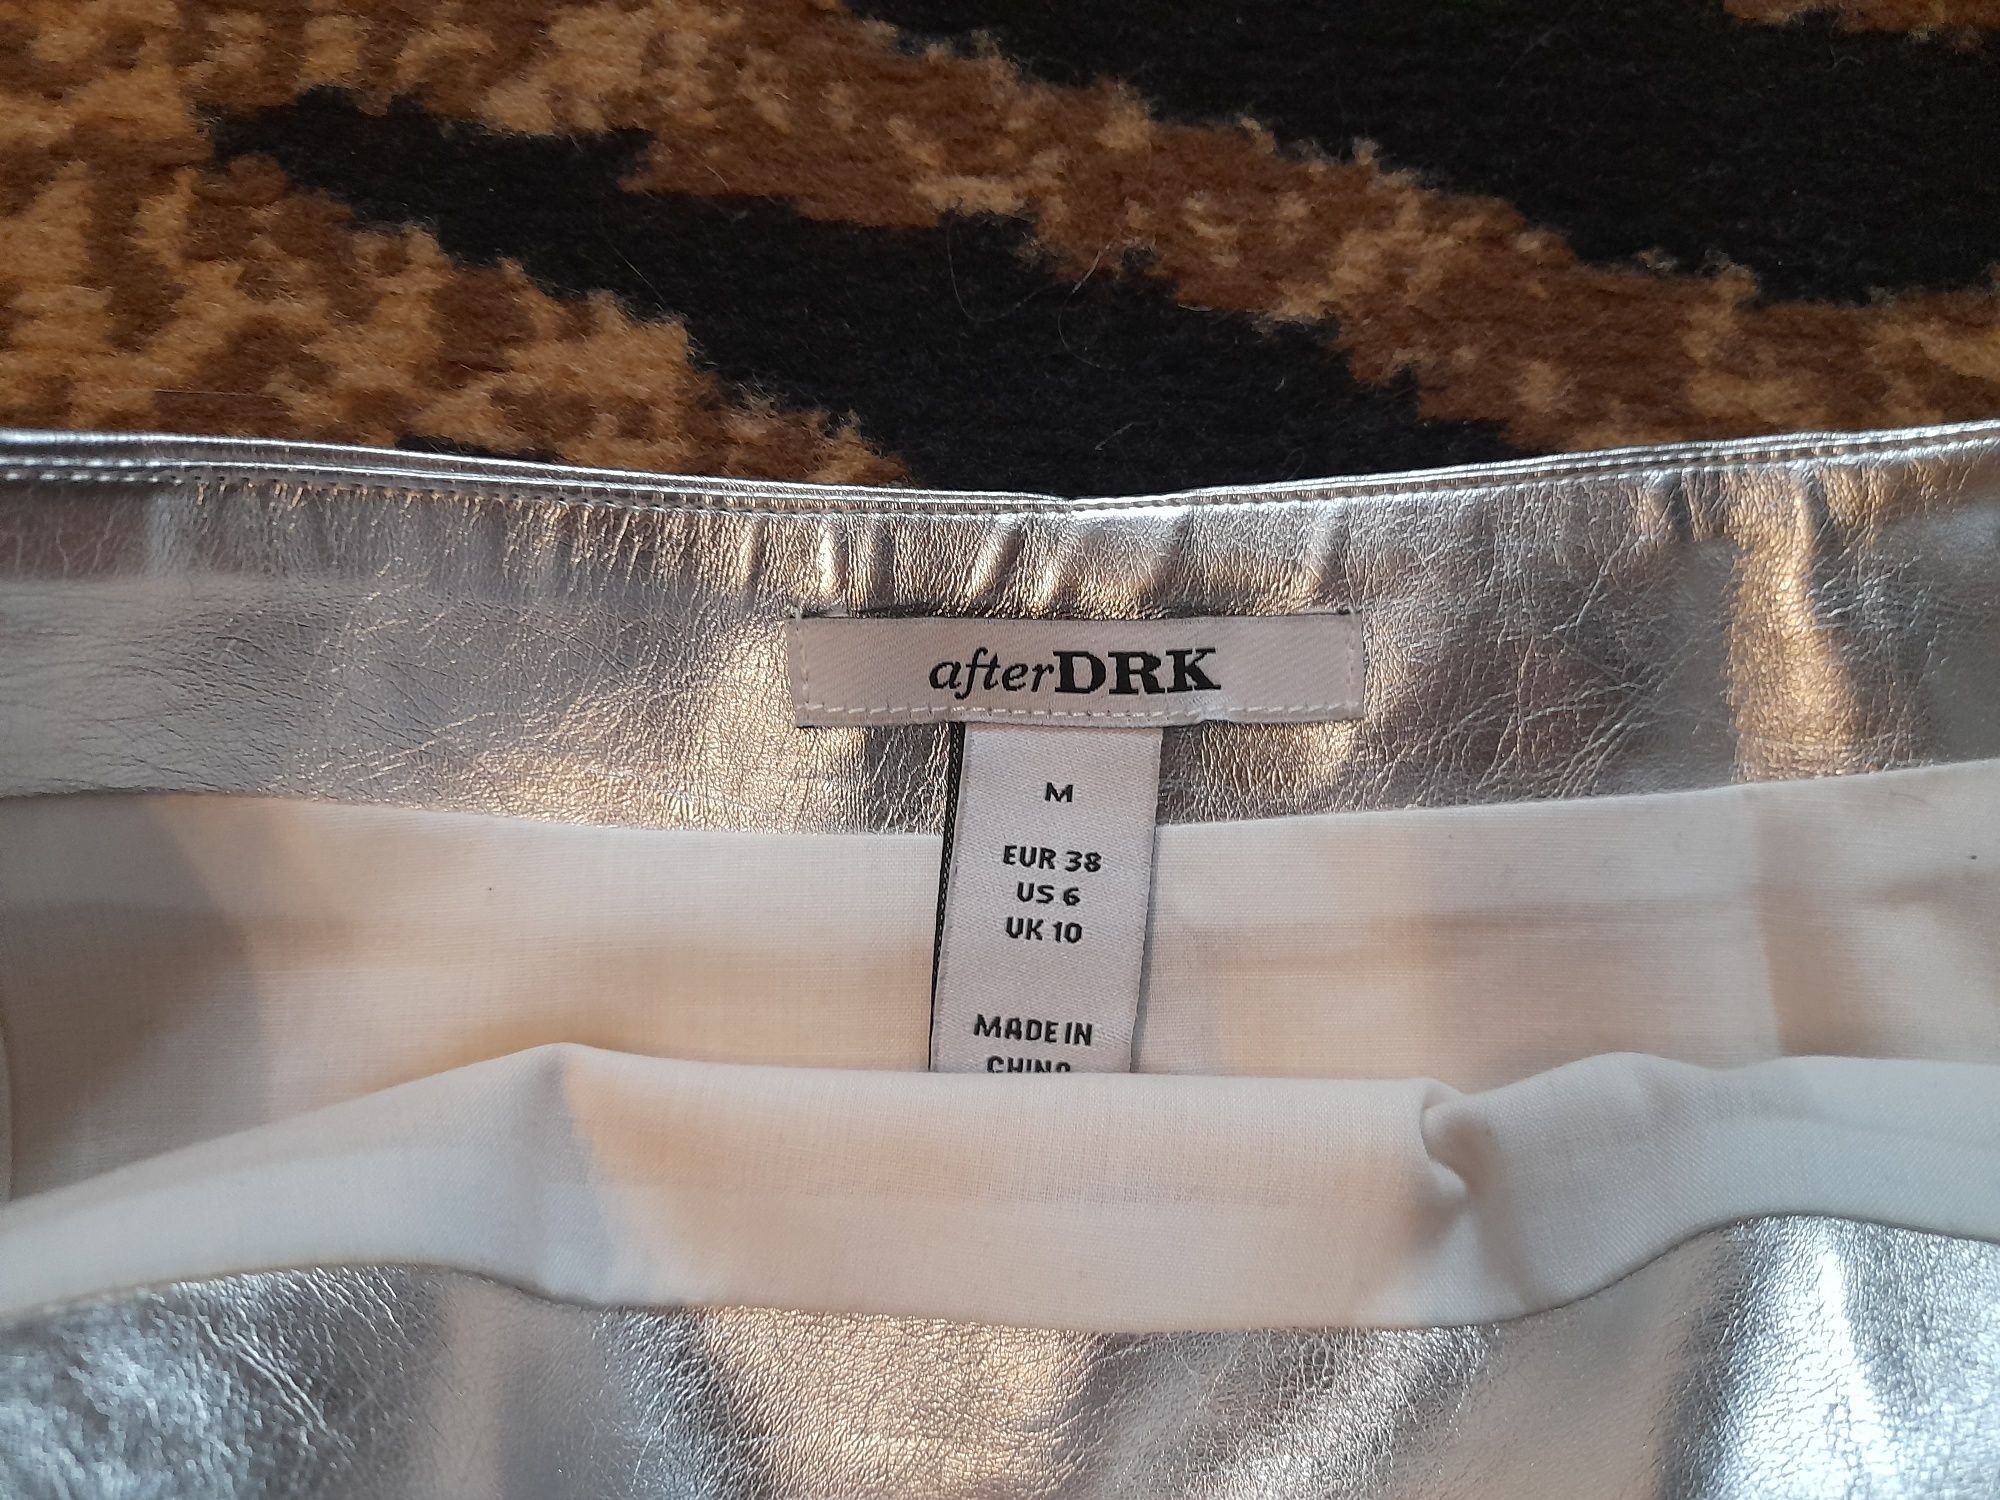 afterDRK
M
EUR 38
US 6
UK 10
MADE IN
CHINA